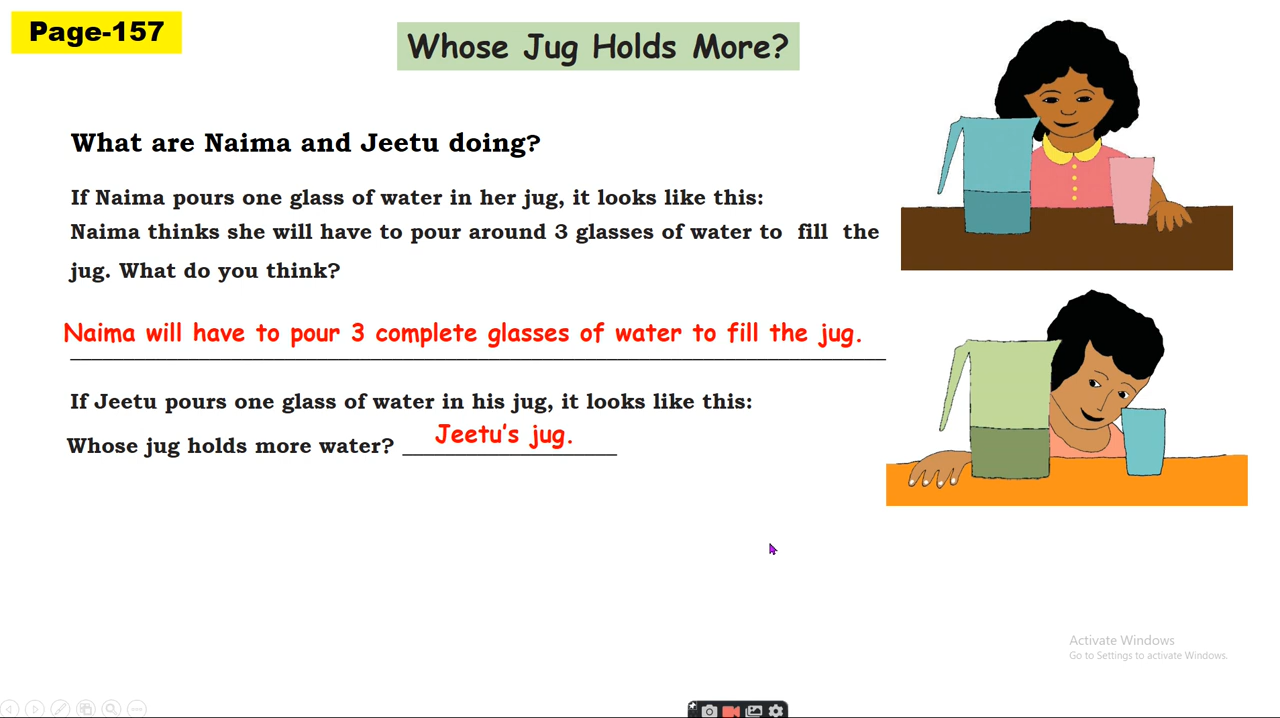 Page-157
Whose Jug Holds More?
What are Naima and Jeetu doing?
If Naima pours one glass of water in her jug, it looks like this:
Naima thinks she will have to pour around 3 glasses of water to fill the
jug. What do you think?
Naima will have to pour 3 complete glasses of water to fill the jug.
If Jeetu pours one glass of water in his jug, it looks like this:
Whose jug holds more water? Jeetu's jug.
Activate Windows
Go to Settings to activate Windows.